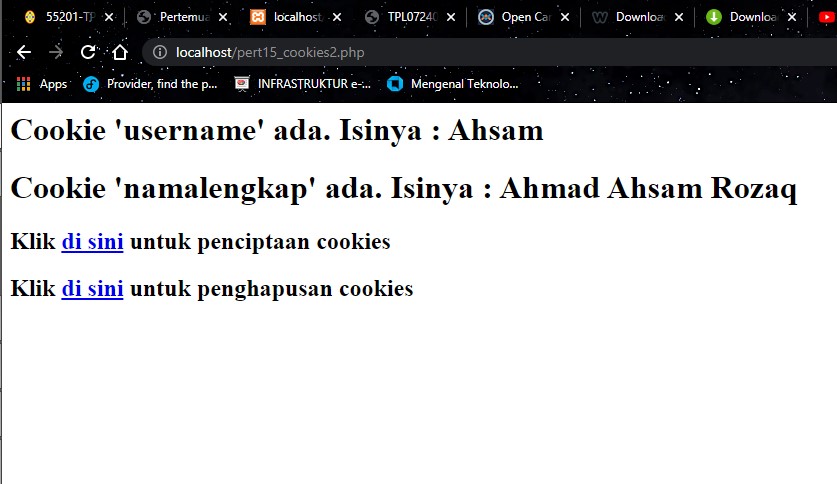 55201-TP
Pertemua
localhost
TPL0724
Open Car
Downloa
Downloa
localhost/pert15_cookies2.php
Apps
Provider, find the p...
INFRASTRUKTUR e-:...
Mengenal Teknolo...
Cookie 'username' ada. Isinya : Ahsam
Cookie 'namalengkap' ada. Isinya : Ahmad Ahsam Rozaq
Klik di sini untuk penciptaan cookies
Klik di sini untuk penghapusan cookies